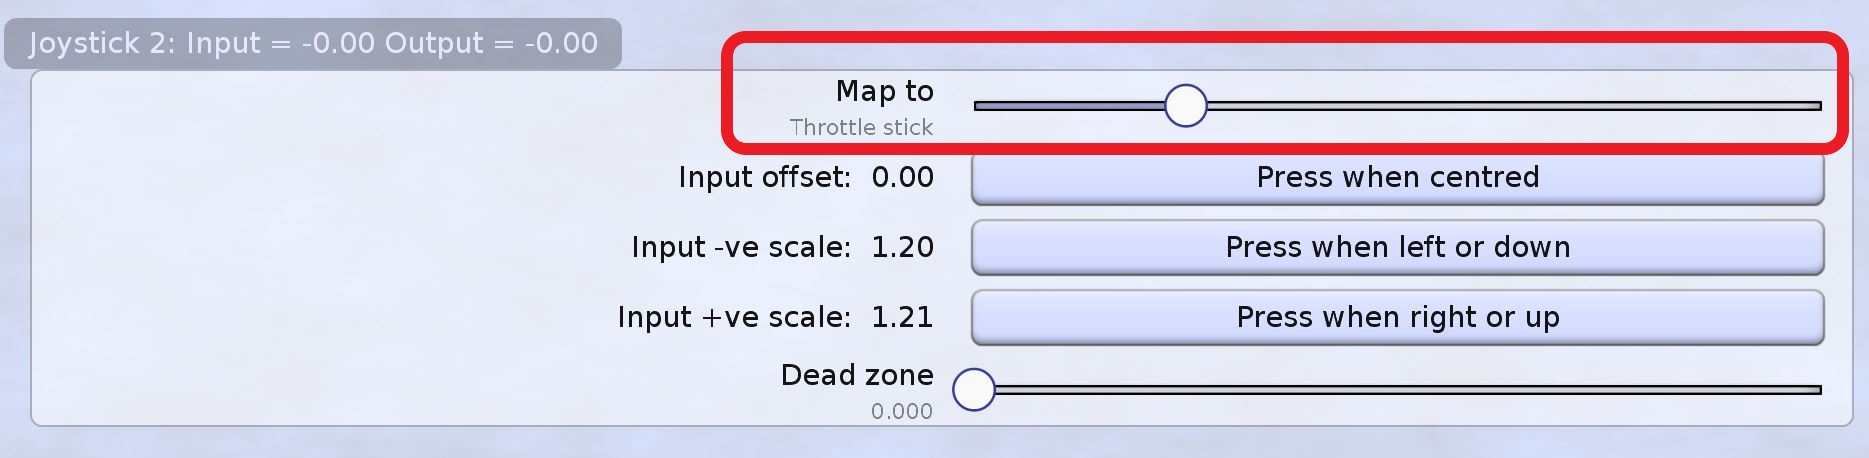 Joystick 2: Input = -0.00 Output = -0.00
Map to
Throttle stick
Input offset: 0.00 Press when centred
Input -ve scale: 1.20 Press when left or down
Input +ve scale: 1.21 Press when right or up
Dead zone
0.000